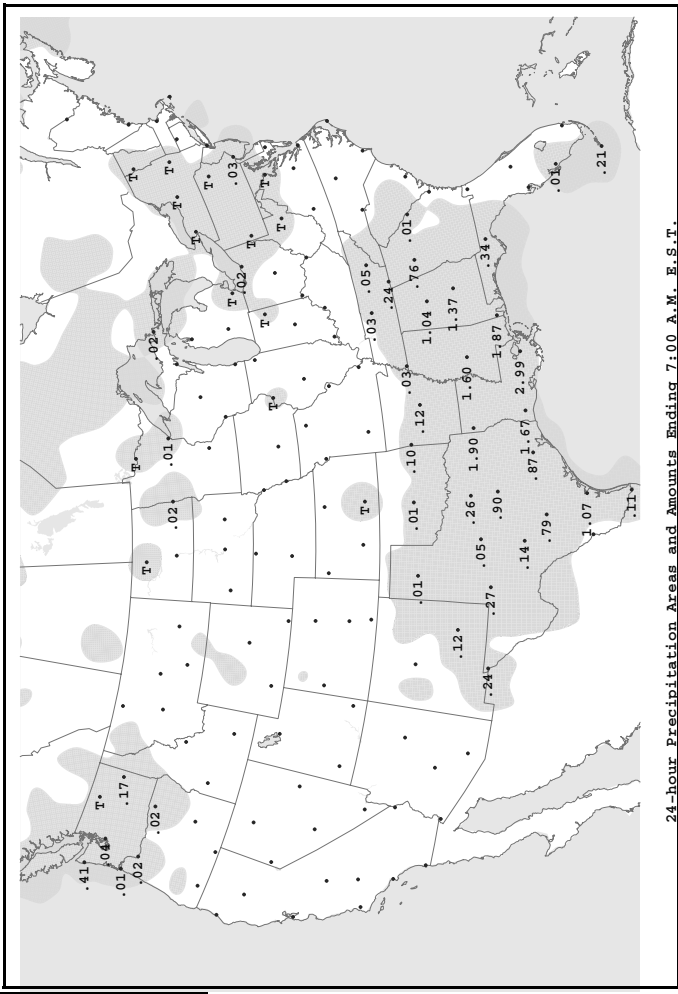 .41
T
.04
.01
.17
T
T
.02
T
.02
.02
.01
T
.02
T
T
T
T
.03
.02
T
T
T
T
T
T
.05
.03
.24
.03
.01
.10
.01
.76
.01
.12
1.04
1.37
.12
1.60
.26
1.90
.05
.34
.24
.27
1.87
.90
2.99
.14
1.67
.87
.79
.01
1.07
.21
.11
24-hour Precipitation Areas and Amounts Ending 7:00 A.M. E.S.T.